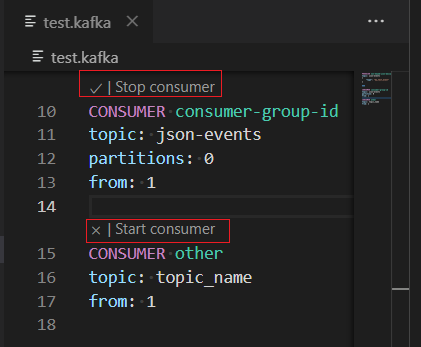 test.kafka
test.kafka
| Stop consumer
10 CONSUMER consumer-group-id
11 topic: json-events
12 partitions: 0
13 from: 1
14
| Start consumer
15 CONSUMER other
16 topic: topic_name
17 from: 1
18